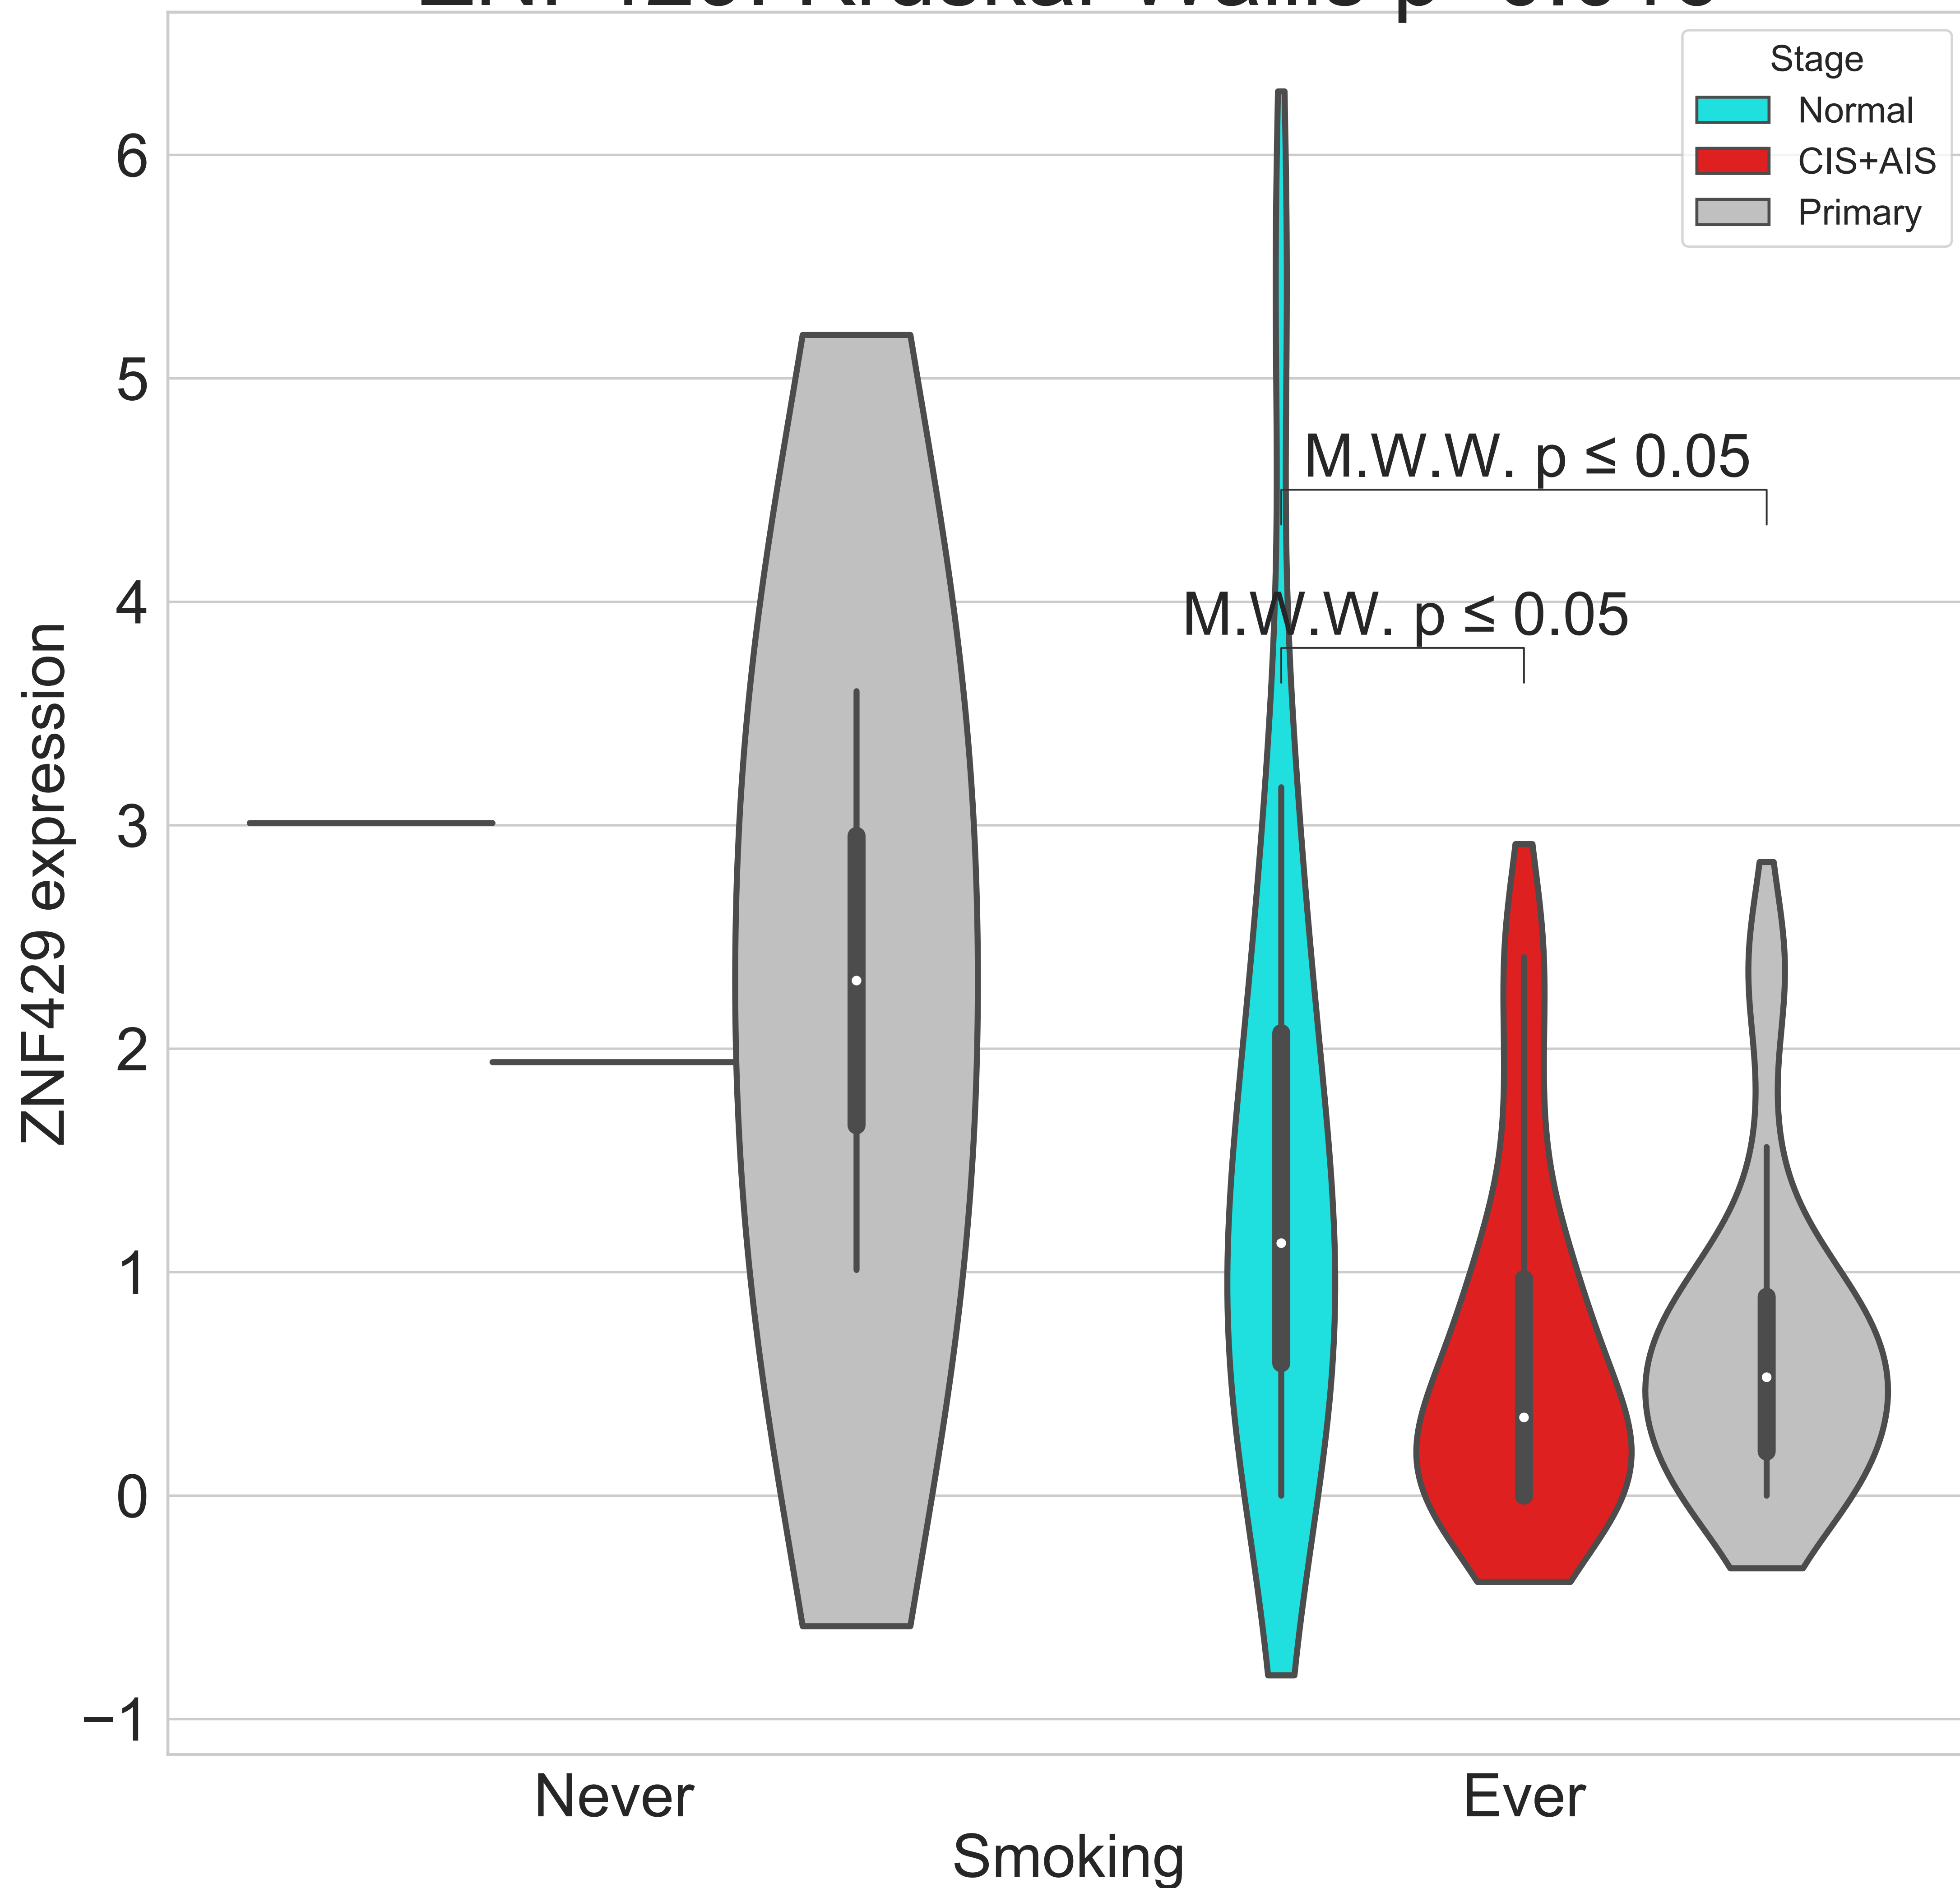 Stage
Normal
CIS+AIS
Primary
6
5
4
3
2
1
0
−1
ZNF429 expression
M.W.W. p ≤ 0.05
M.W.W. p ≤ 0.05
Never
Ever
Smoking